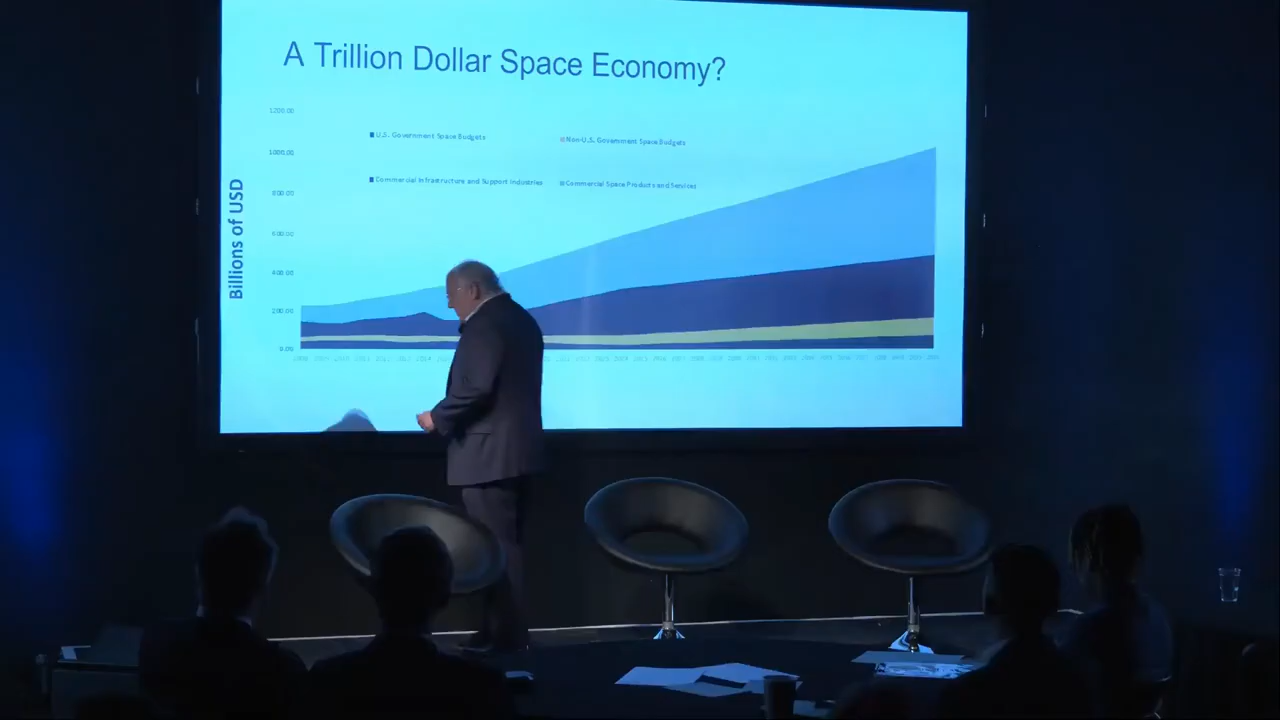 A Trillion Dollar Space Economy?
1200.00
U.S. Government Space Budgets
Non-U.S. Government Space Budgets
1000.00
Commercial Infrastructure and Support Industries
Commercial Space Products and Services
800.00
600.00
400.00
200.00
0.00
Billions of USD